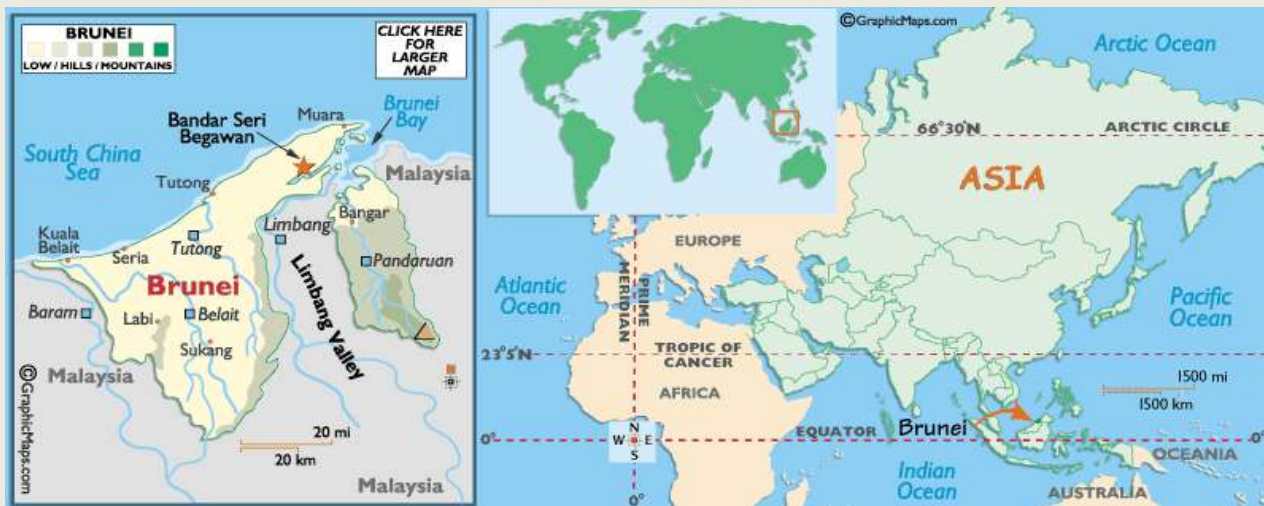 BRUNEI
LOW / HILLS / MOUNTAINS
CLICK HERE
FOR
LARGER
MAP
Bandar Seri
Begawan
Muara
Brunei
Bay
South China
Sea
Malaysia
Tutong
Bangar
Limbang
Kuala
Belait
Seria
Tutong
Pandaruan
Brunei
Limbang Valley
Baram
Labi
Belait
Sukang
Malaysia
©GraphicMaps.com
20 mi
20 km
Malaysia
©GraphicMaps.com
Arctic Ocean
66°30'N
ARCTIC CIRCLE
ASIA
EUROPE
Atlantic
Ocean
PRIME
MERIDIAN
Pacific
Ocean
23°5'N
TROPIC OF
CANCER
AFRICA
1500 mi
1500 km
Brunei
N
W E
S
0°
EQUATOR
0°
OCEANIA
Indian
Ocean
AUSTRALIA
0°